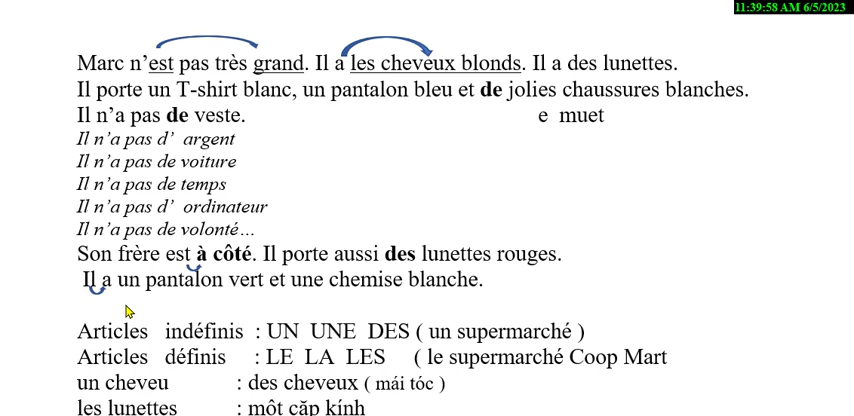 11:39:58 AM 6/5/2023
Marc n’est pas très grand. Il a les cheveux blonds. Il a des lunettes.
Il porte un T-shirt blanc, un pantalon bleu et de jolies chaussures blanches.
Il n’a pas de veste. e muet
Il n’a pas d’ argent
Il n’a pas de voiture
Il n’a pas de temps
Il n’a pas d’ ordinateur
Il n’a pas de volonté…
Son frère est à côté. Il porte aussi des lunettes rouges.
Il a un pantalon vert et une chemise blanche.
Articles indéfinis : UN UNE DES ( un supermarché )
Articles définis : LE LA LES ( le supermarché Coop Mart
un cheveu : des cheveux ( mái tóc )
les lunettes : một cặp kính